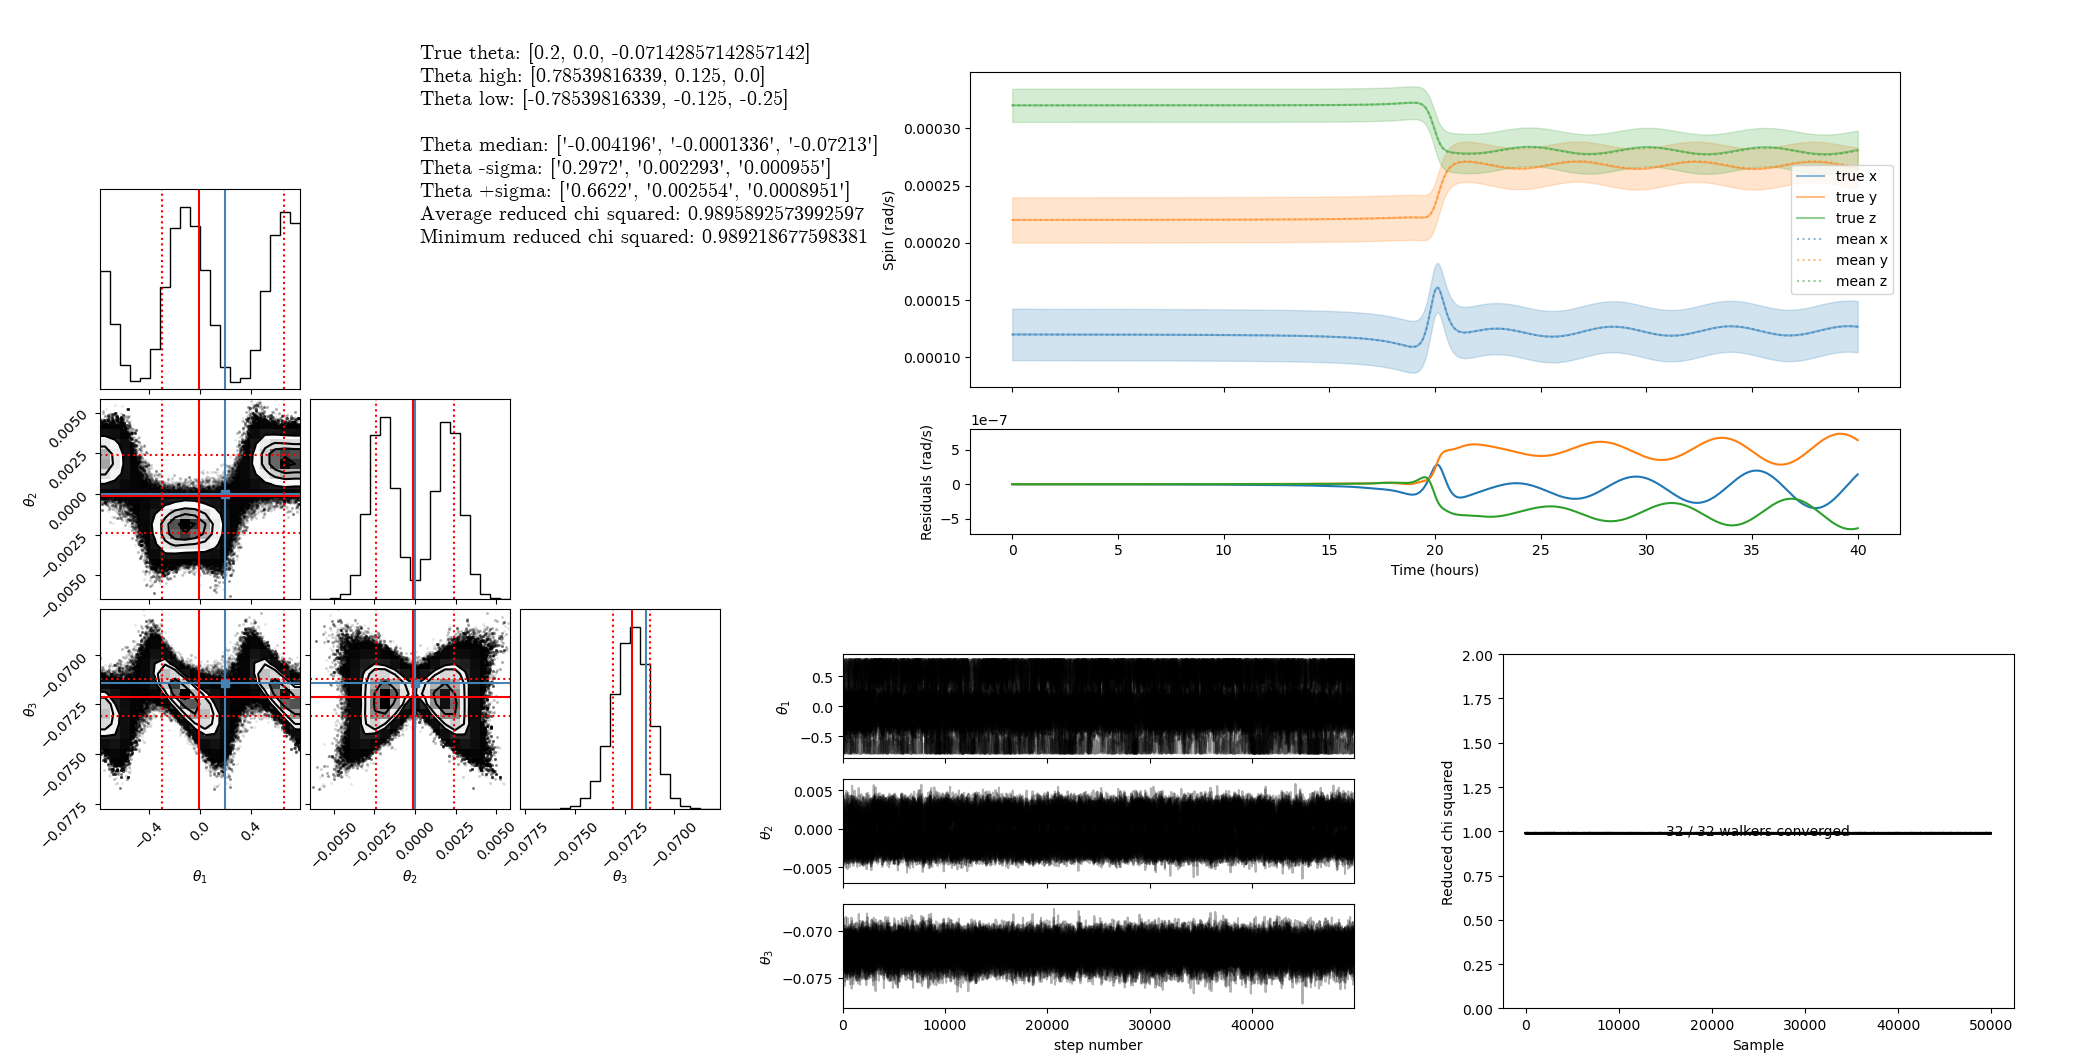 True theta: [0.2, 0.0, -0.07142857142857142]
Theta high: [0.78539816339, 0.125, 0.0]
Theta low: [-0.78539816339, -0.125, -0.25]
Theta median: ['-0.004196', '-0.0001336', '-0.07213']
Theta -sigma: ['0.2972', '0.002293', '0.000955']
Theta +sigma: ['0.6622', '0.002554', '0.0008951']
Average reduced chi squared: 0.9895892573992597
Minimum reduced chi squared: 0.989218677598381
θ2
0.0050
0.0025
0.0000
−0.0025
−0.0050
θ3
−0.0700
−0.0725
−0.0750
−0.0775
−0.4
0.0
0.4
θ1
−0.0050
−0.0025
0.0000
0.0025
0.0050
θ2
−0.0775
−0.0750
−0.0725
−0.0700
θ3
Spin (rad/s)
0.00030
0.00025
0.00020
0.00015
0.00010
true x
true y
true z
mean x
mean y
mean z
1e−7
Residuals (rad/s)
5
0
−5
0
5
10
15
20
25
30
35
40
Time (hours)
θ1
0.5
0.0
−0.5
θ2
0.005
0.000
−0.005
θ3
−0.070
−0.075
0
10000
20000
30000
40000
step number
Reduced chi squared
2.00
1.75
1.50
1.25
1.00
0.75
0.50
0.25
0.00
32 / 32 walkers converged
0
10000
20000
30000
40000
50000
Sample